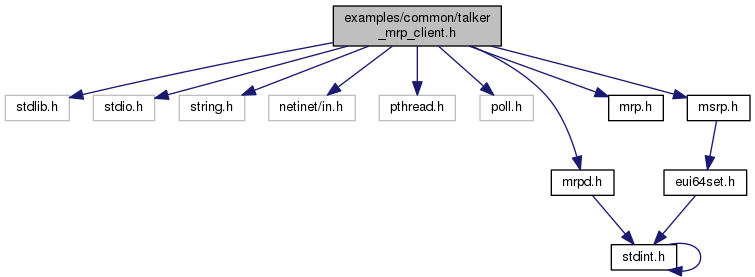 examples/common/talker
_mrp_client.h
stdlib.h
stdio.h
string.h
netinet/in.h
pthread.h
poll.h
mrp.h
msrp.h
mrpd.h
eui64set.h
stdint.h